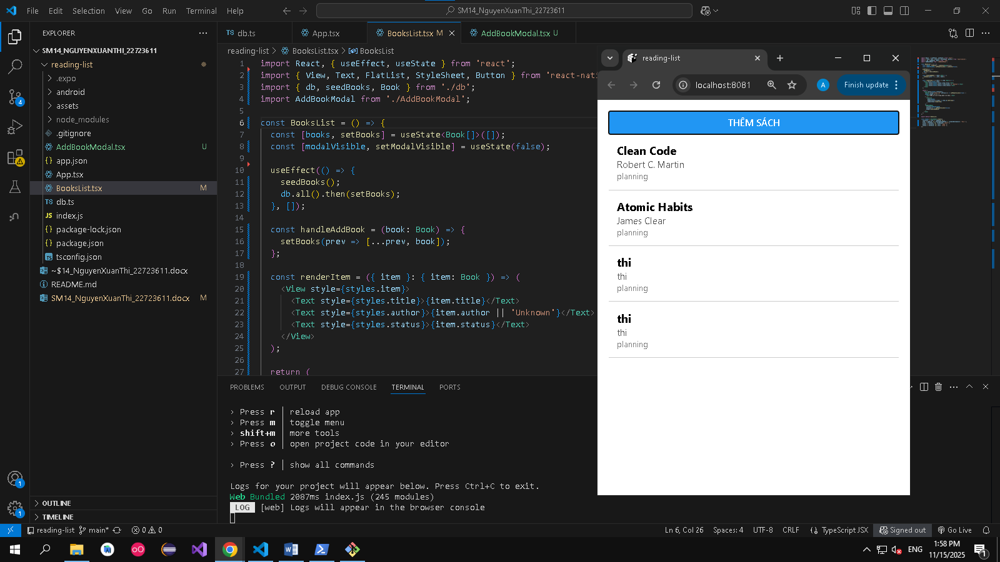 File Edit Selection View Go Run Terminal Help
SM14_NguyenXuanThi_22723611
EXPLORER
SM14_NGUYENXUANTHI_22723611
reading-list
.expo
android
assets
node_modules
.gitignore
AddBookModal.tsx U
app.json
App.tsx
BooksList.tsx M
db.ts
index.js
package-lock.json
package.json
tsconfig.json
~$14_NguyenXuanThi_22723611.docx
README.md
SM14_NguyenXuanThi_22723611.docx M
OUTLINE
TIMELINE
db.ts App.tsx BooksList.tsx M AddBookModal.tsx U
reading-list > BooksList.tsx > BooksList
1 import React, { useEffect, useState } from 'react';
2 import { View, Text, FlatList, StyleSheet, Button } from 'react-nati
3 import { db, seedBooks, Book } from './db';
4 import AddBookModal from './AddBookModal';
5
6 const BooksList = () => {
7 const [books, setBooks] = useState<Book[]>([]);
8 const [modalVisible, setModalVisible] = useState(false);
9
10 useEffect(() => {
11 seedBooks();
12 db.all().then(setBooks);
13 }, []);
14
15 const handleAddBook = (book: Book) => {
16 setBooks(prev => [...prev, book]);
17 };
18
19 const renderItem = ({ item }: { item: Book }) => (
20 <View style={styles.item}>
21 <Text style={styles.title}>{item.title}</Text>
22 <Text style={styles.author}>{item.author || 'Unknown'}</Text>
23 <Text style={styles.status}>{item.status}</Text>
24 </View>
25 );
26
27 return (
PROBLEMS OUTPUT DEBUG CONSOLE TERMINAL PORTS
› Press r │ reload app
› Press m │ toggle menu
› shift+m │ more tools
› Press o │ open project code in your editor
› Press ? │ show all commands
Logs for your project will appear below. Press Ctrl+C to exit.
Web Bundled 2087ms index.js (245 modules)
LOG [web] Logs will appear in the browser console
reading-list
localhost:8081
A
Finish update
THÊM SÁCH
Clean Code
Robert C. Martin
planning
Atomic Habits
James Clear
planning
thi
thi
planning
thi
thi
planning
reading-list main* 0 0
Ln 6, Col 26 Spaces: 4 UTF-8 CRLF TypeScript JSX Signed out Go Live
ENG
1:58 PM
11/15/2025